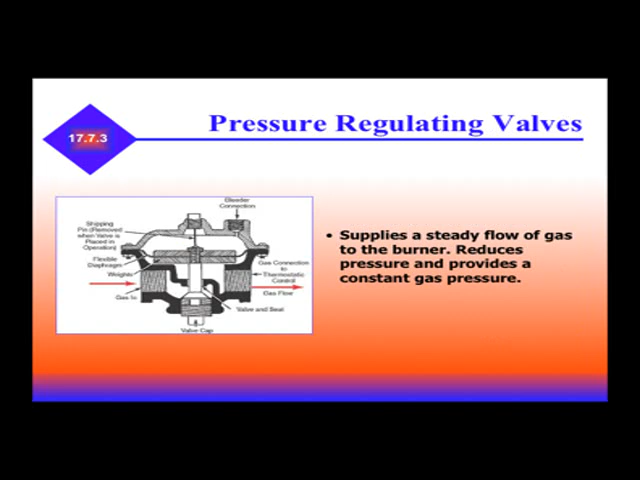 17.7.3
Pressure Regulating Valves
Bleeder
Connection
Shipping
Pin (Removed
when Valve is
Placed in
Operation)
Flexible
Diaphragm
Weights
Gas In
Gas Connection
to
Thermostatic
Control
Gas Flow
Valve and Seat
Valve Cap
• Supplies a steady flow of gas
to the burner. Reduces
pressure and provides a
constant gas pressure.